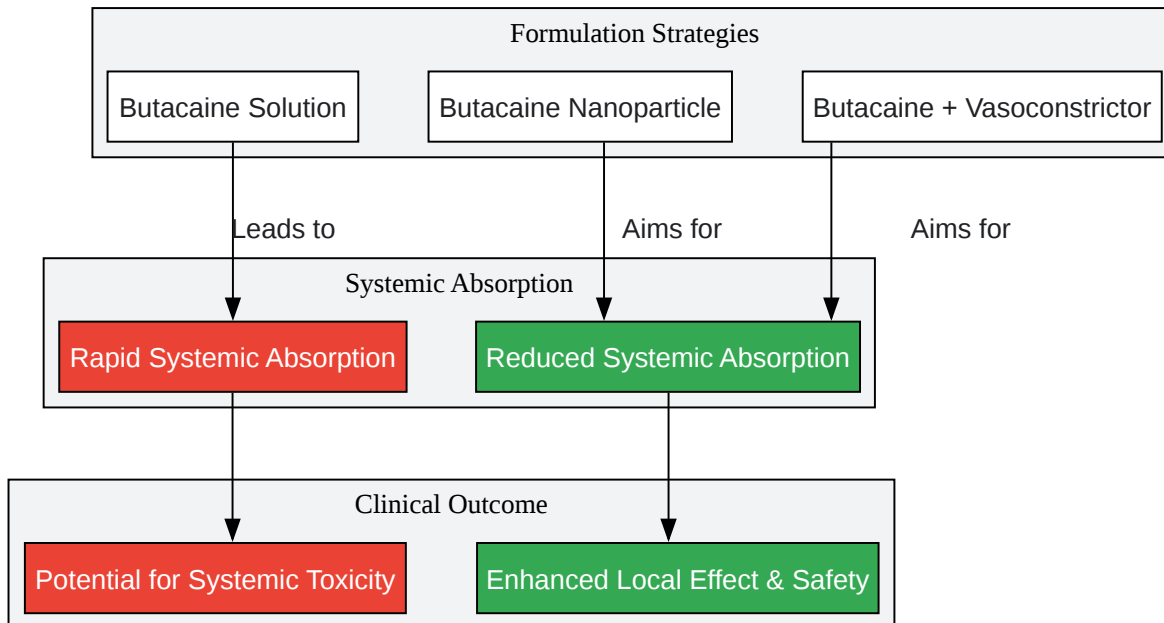 Formulation Strategies
Butacaine Solution
Butacaine Nanoparticle
Butacaine + Vasoconstrictor
Leads to
Aims for
Aims for
Systemic Absorption
Rapid Systemic Absorption
Reduced Systemic Absorption
Clinical Outcome
Potential for Systemic Toxicity
Enhanced Local Effect & Safety